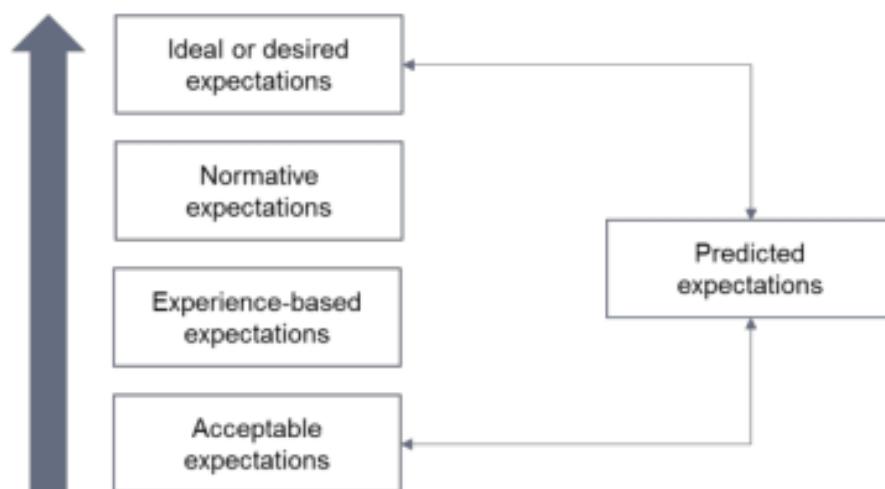 Ideal or desired
expectations
Normative
expectations
Experience-based
expectations
Acceptable
expectations
Predicted
expectations